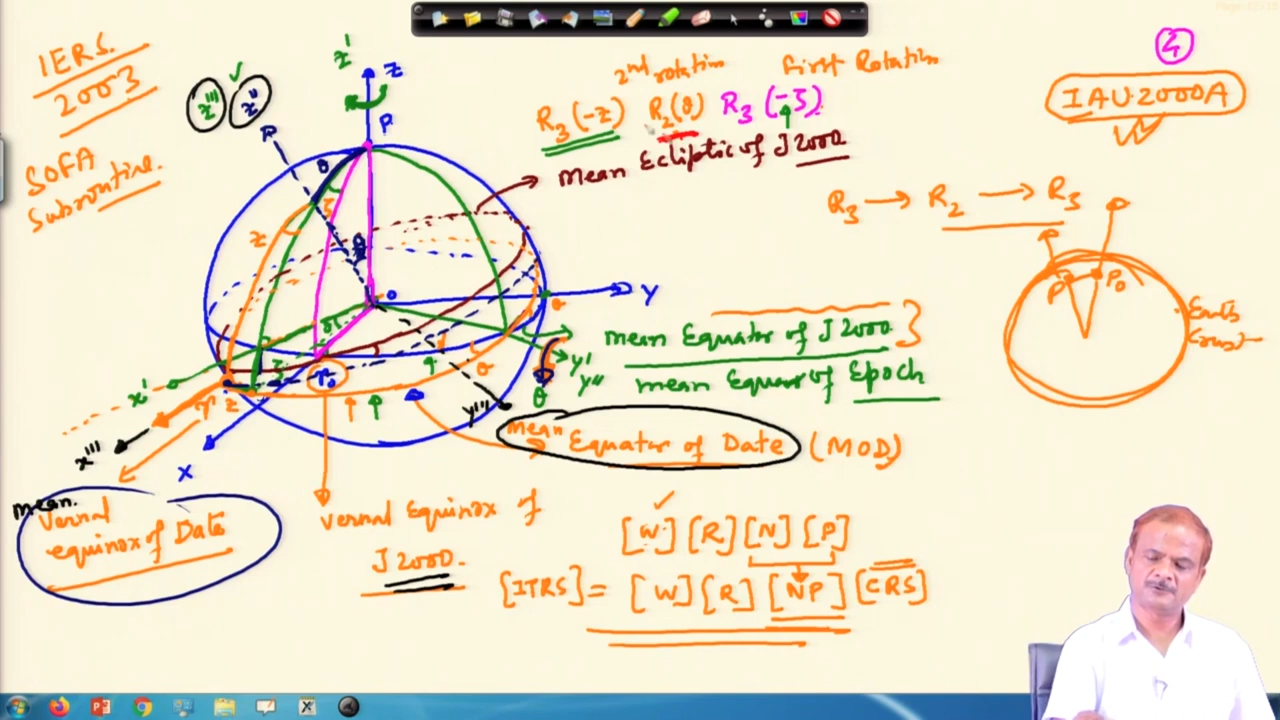 IERS.
2003
SOFA
Subroutine.
z'
z
z''' z''
P
2nd rotation First Rotation
R3(-z) R2(θ) R3(-ζ)
mean Ecliptic of J2000
4
IAU2000A
R3 → R2 → R3
P P
P P0
θ
ζ
z
θ
O
Y
mean Equator of J2000
mean Equator of Epoch
y'
y''
y'''
θ
x'
x'''
x
z
ζ
mean Equator of Date (MOD)
mean
Vernal
equinox of Date
Vernal Equinox of
J2000.
[W][R][N][P]
[ITRS] = [W][R][NP][CRS]